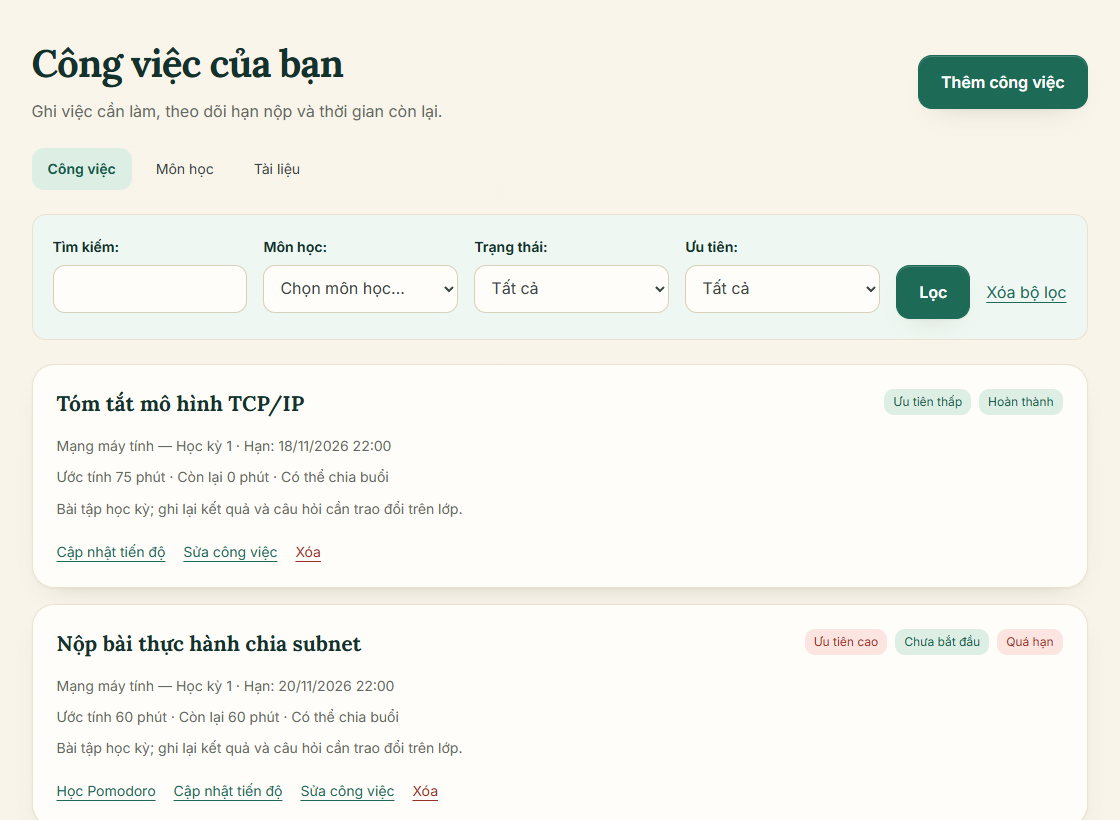 Công việc của bạn
Ghi việc cần làm, theo dõi hạn nộp và thời gian còn lại.
Thêm công việc
Công việc Môn học Tài liệu
Tìm kiếm: Môn học: Trạng thái: Ưu tiên:
Chọn môn học... Tất cả Tất cả Lọc Xóa bộ lọc
Tóm tắt mô hình TCP/IP Ưu tiên thấp Hoàn thành
Mạng máy tính — Học kỳ 1 · Hạn: 18/11/2026 22:00
Ước tính 75 phút · Còn lại 0 phút · Có thể chia buổi
Bài tập học kỳ; ghi lại kết quả và câu hỏi cần trao đổi trên lớp.
Cập nhật tiến độ Sửa công việc Xóa
Nộp bài thực hành chia subnet Ưu tiên cao Chưa bắt đầu Quá hạn
Mạng máy tính — Học kỳ 1 · Hạn: 20/11/2026 22:00
Ước tính 60 phút · Còn lại 60 phút · Có thể chia buổi
Bài tập học kỳ; ghi lại kết quả và câu hỏi cần trao đổi trên lớp.
Học Pomodoro Cập nhật tiến độ Sửa công việc Xóa